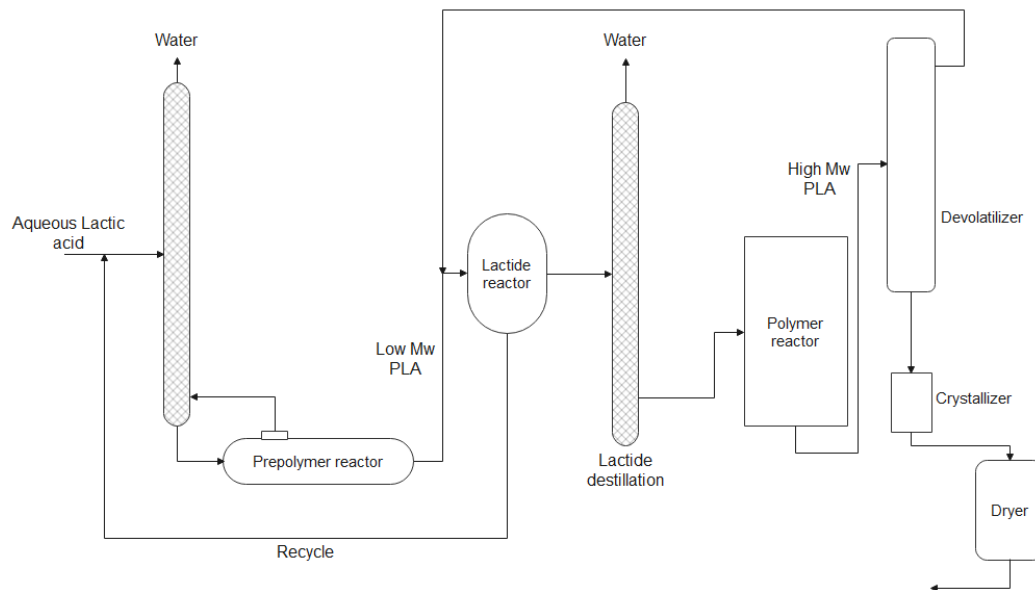 Water
Water
High Mw
PLA
Devolatilizer
Aqueous Lactic
acid
Lactide
reactor
Polymer
reactor
Low Mw
PLA
Crystallizer
Prepolymer reactor
Lactide
destillation
Dryer
Recycle